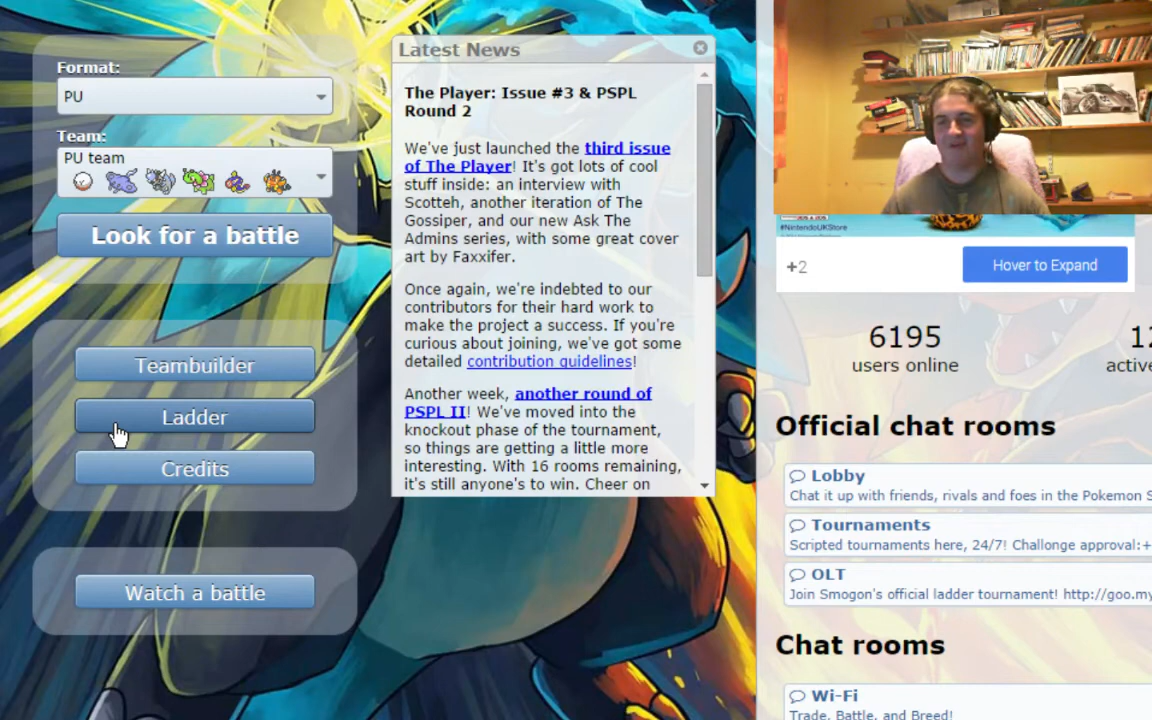 Format:
PU
Team:
PU team
Look for a battle
Teambuilder
Ladder
Credits
Watch a battle
Latest News
The Player: Issue #3 & PSPL
Round 2
We've just launched the third issue
of The Player! It's got lots of cool
stuff inside: an interview with
Scotteh, another iteration of The
Gossiper, and our new Ask The
Admins series, with some great cover
art by Faxxifer.
Once again, we're indebted to our
contributors for their hard work to
make the project a success. If you're
curious about joining, we've got some
detailed contribution guidelines!
Another week, another round of
PSPL II! We've moved into the
knockout phase of the tournament,
so things are getting a little more
interesting. With 16 rooms remaining,
it's still anyone's to win. Cheer on
#NintendoUKStore
+2
Hover to Expand
6195
users online
12
active
Official chat rooms
Lobby
Chat it up with friends, rivals and foes in the Pokemon S
Tournaments
Scripted tournaments here, 24/7! Challonge approval:+
OLT
Join Smogon's official ladder tournament! http://goo.my
Chat rooms
Wi-Fi
Trade, Battle, and Breed!